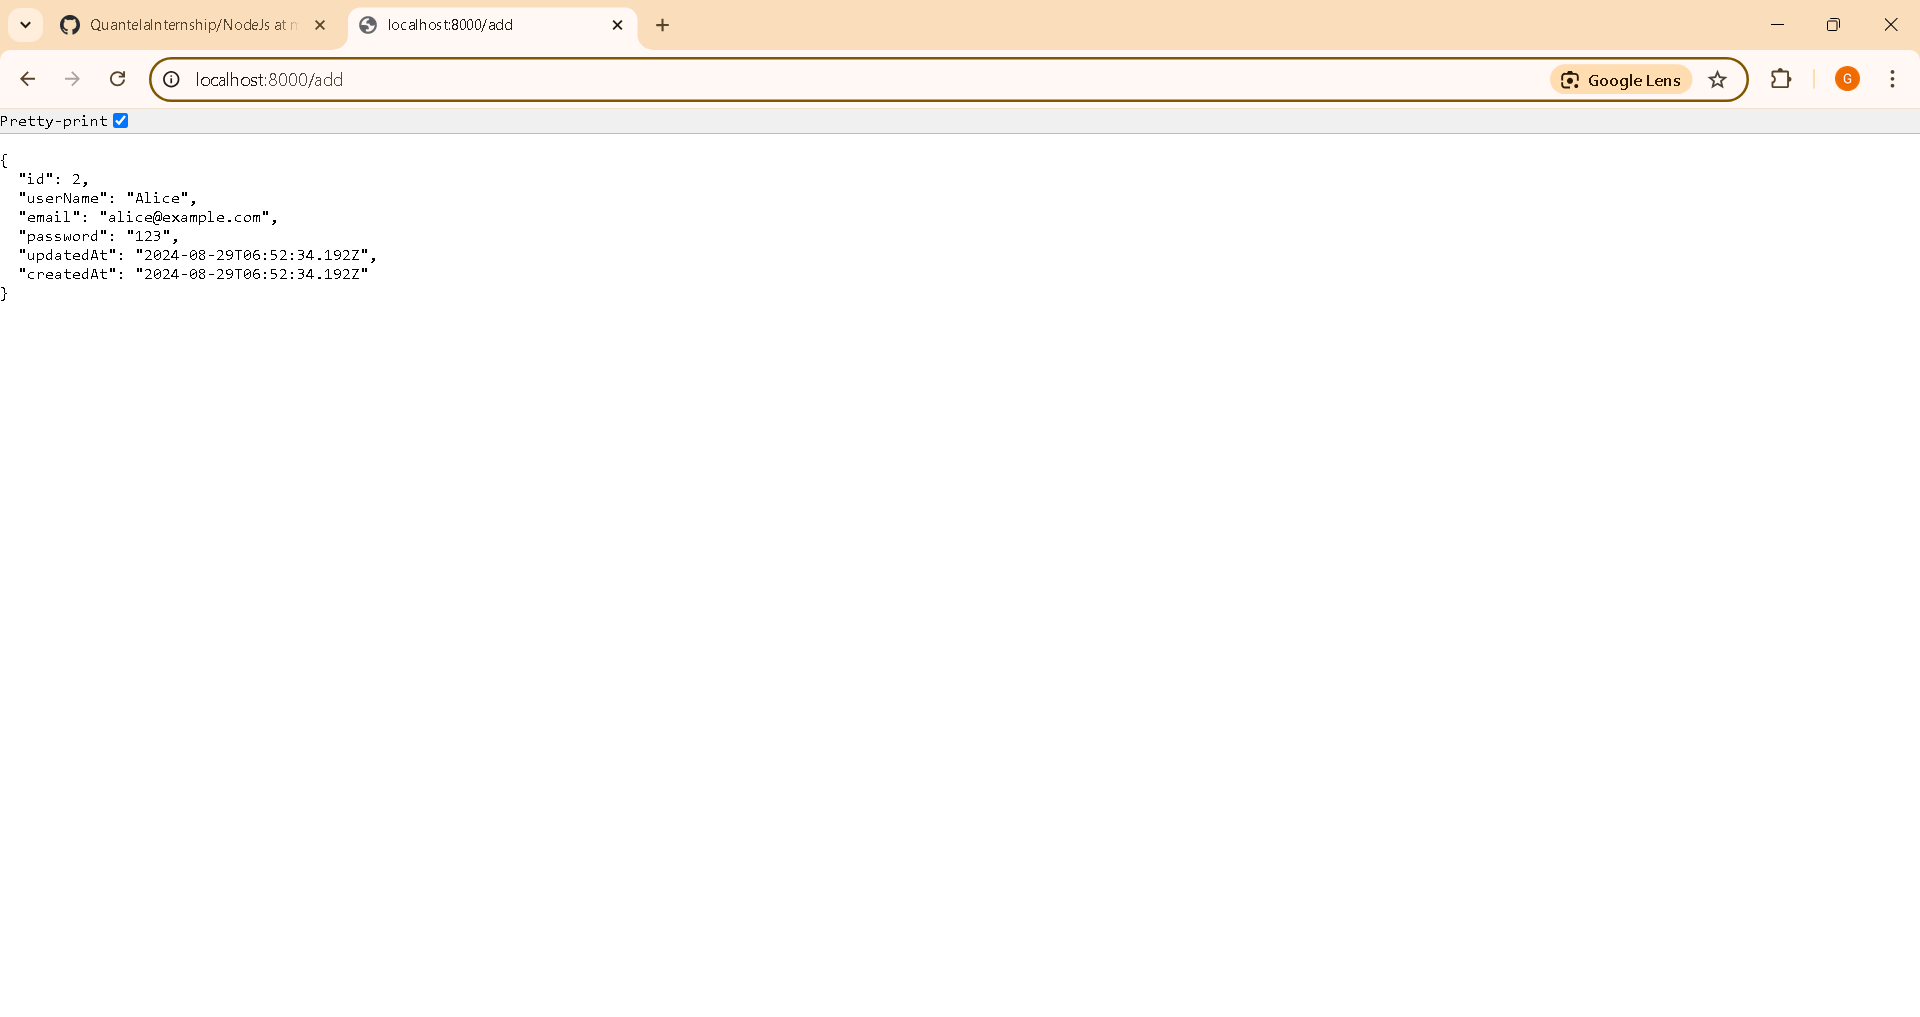 QuantelaInternship/NodeJs at
localhost:8000/add
localhost:8000/add
Google Lens
G
Pretty-print
{
  "id": 2,
  "userName": "Alice",
  "email": "alice@example.com",
  "password": "123",
  "updatedAt": "2024-08-29T06:52:34.192Z",
  "createdAt": "2024-08-29T06:52:34.192Z"
}